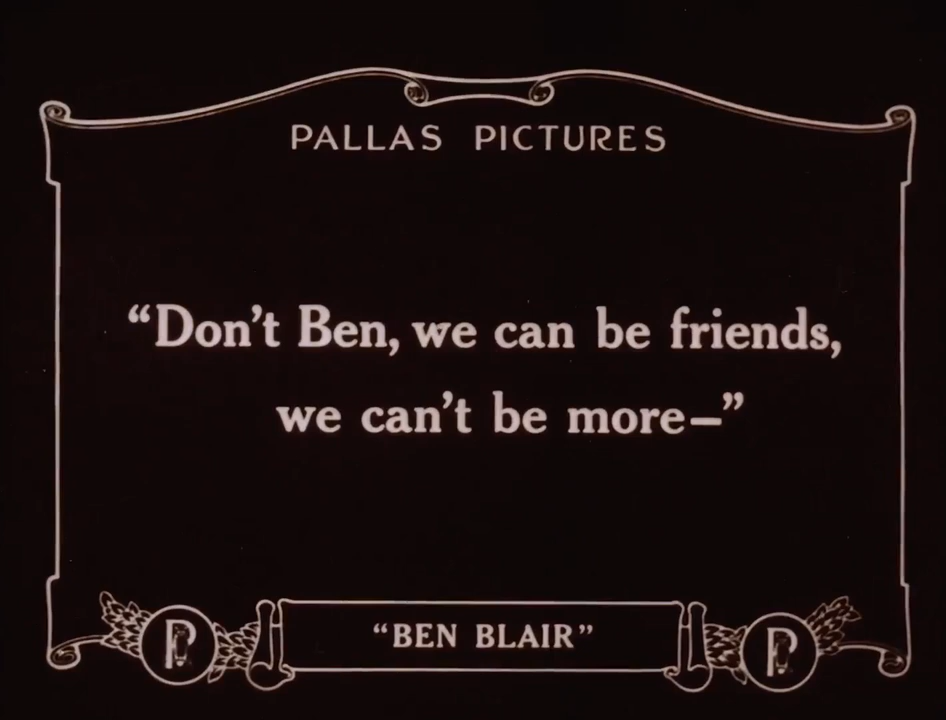 PALLAS PICTURES
“Don’t Ben, we can be friends,
we can’t be more—”
P
“BEN BLAIR”
P